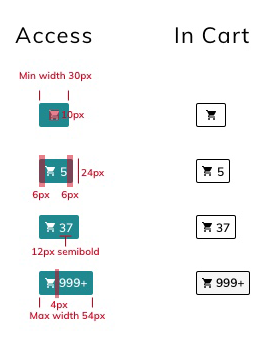 Access
In Cart
Min width 30px
10px
5
24px
5
6px
6px
37
37
12px semibold
999+
999+
4px
Max width 54px